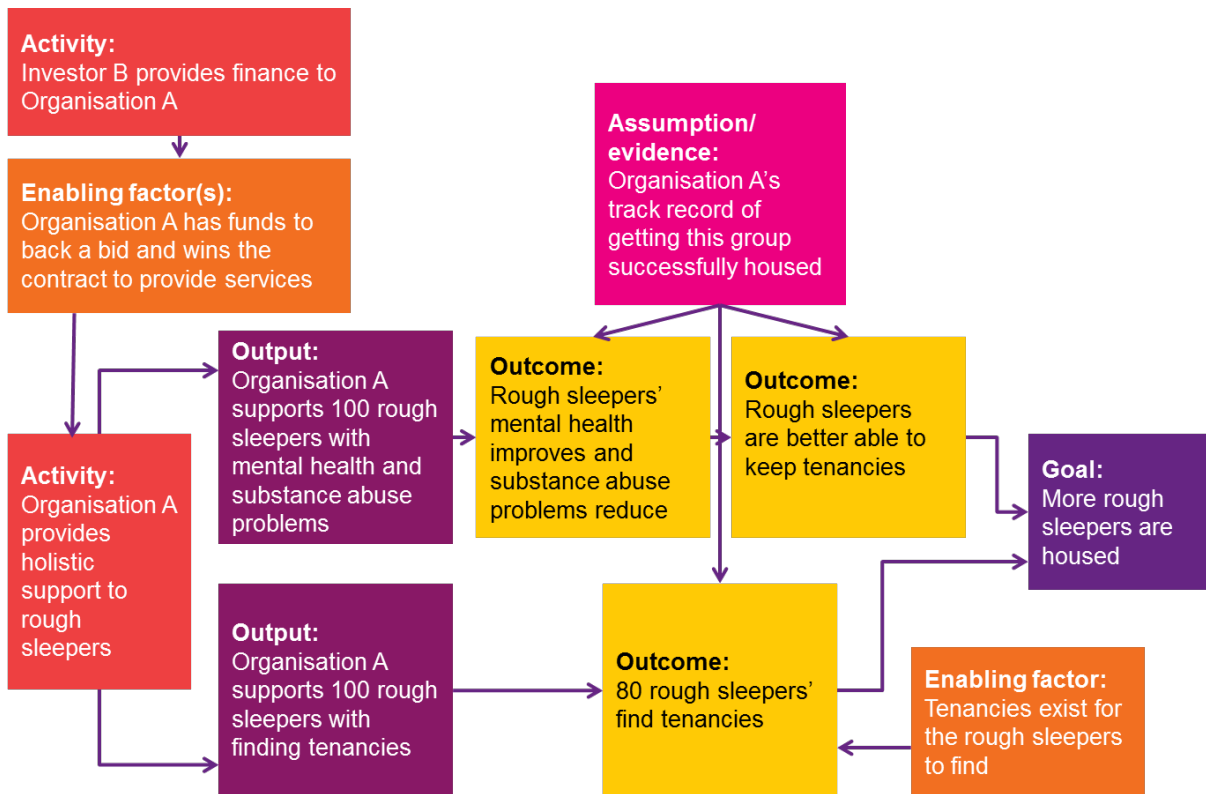 Activity:
Investor B provides finance to
Organisation A
Enabling factor(s):
Organisation A has funds to
back a bid and wins the
contract to provide services
Activity:
Organisation A
provides
holistic
support to
rough
sleepers
Output:
Organisation A
supports 100 rough
sleepers with
mental health and
substance abuse
problems
Output:
Organisation A
supports 100 rough
sleepers with
finding tenancies
Assumption/
evidence:
Organisation A’s
track record of
getting this group
successfully housed
Outcome:
Rough sleepers’
mental health
improves and
substance abuse
problems reduce
Outcome:
Rough sleepers
are better able to
keep tenancies
Outcome:
80 rough sleepers’
find tenancies
Goal:
More rough
sleepers are
housed
Enabling factor:
Tenancies exist for
the rough sleepers
to find